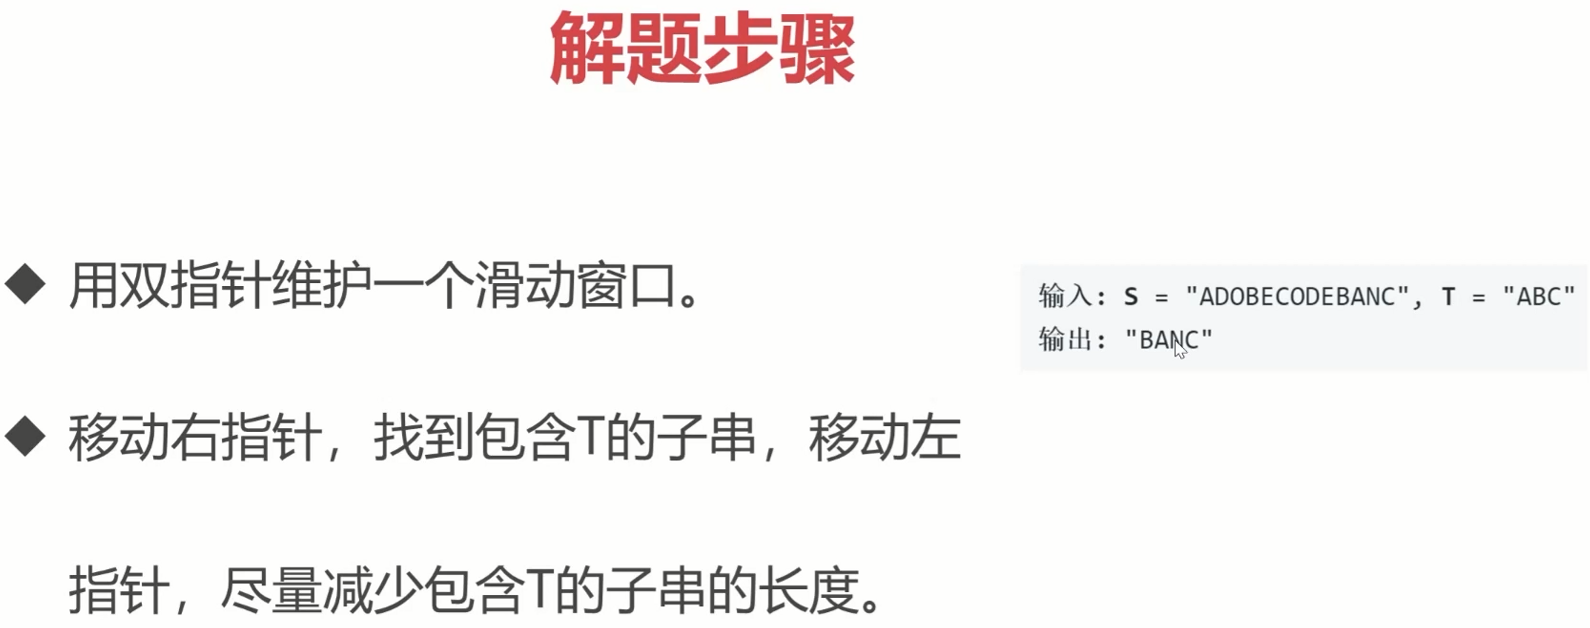 解题步骤
◆ 用双指针维护一个滑动窗口。
输入: S = "ADOBECODEBANC", T = "ABC"
输出: "BANC"
◆ 移动右指针，找到包含T的子串，移动左
指针，尽量减少包含T的子串的长度。